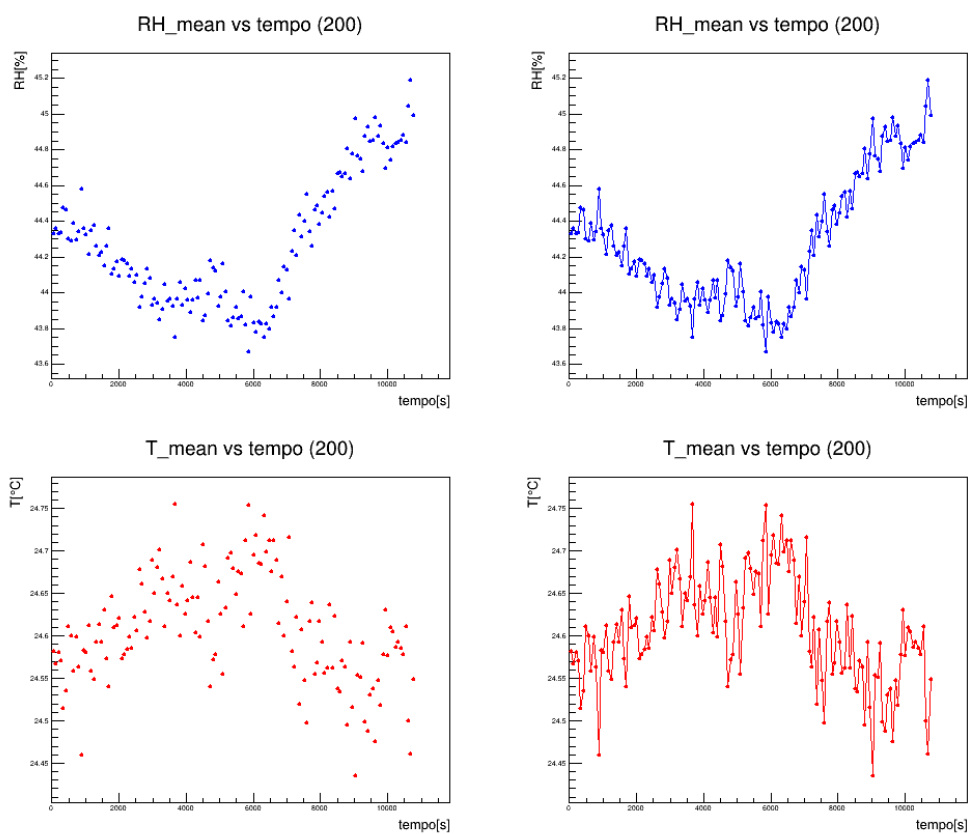 RH_mean vs tempo (200)
RH[%]
45.2
45
44.8
44.6
44.4
44.2
44
43.8
43.6
0 2000 4000 6000 8000 10000
tempo[s]
RH_mean vs tempo (200)
RH[%]
45.2
45
44.8
44.6
44.4
44.2
44
43.8
43.6
0 2000 4000 6000 8000 10000
tempo[s]
T_mean vs tempo (200)
T[°C]
24.75
24.7
24.65
24.6
24.55
24.5
24.45
0 2000 4000 6000 8000 10000
tempo[s]
T_mean vs tempo (200)
T[°C]
24.75
24.7
24.65
24.6
24.55
24.5
24.45
0 2000 4000 6000 8000 10000
tempo[s]